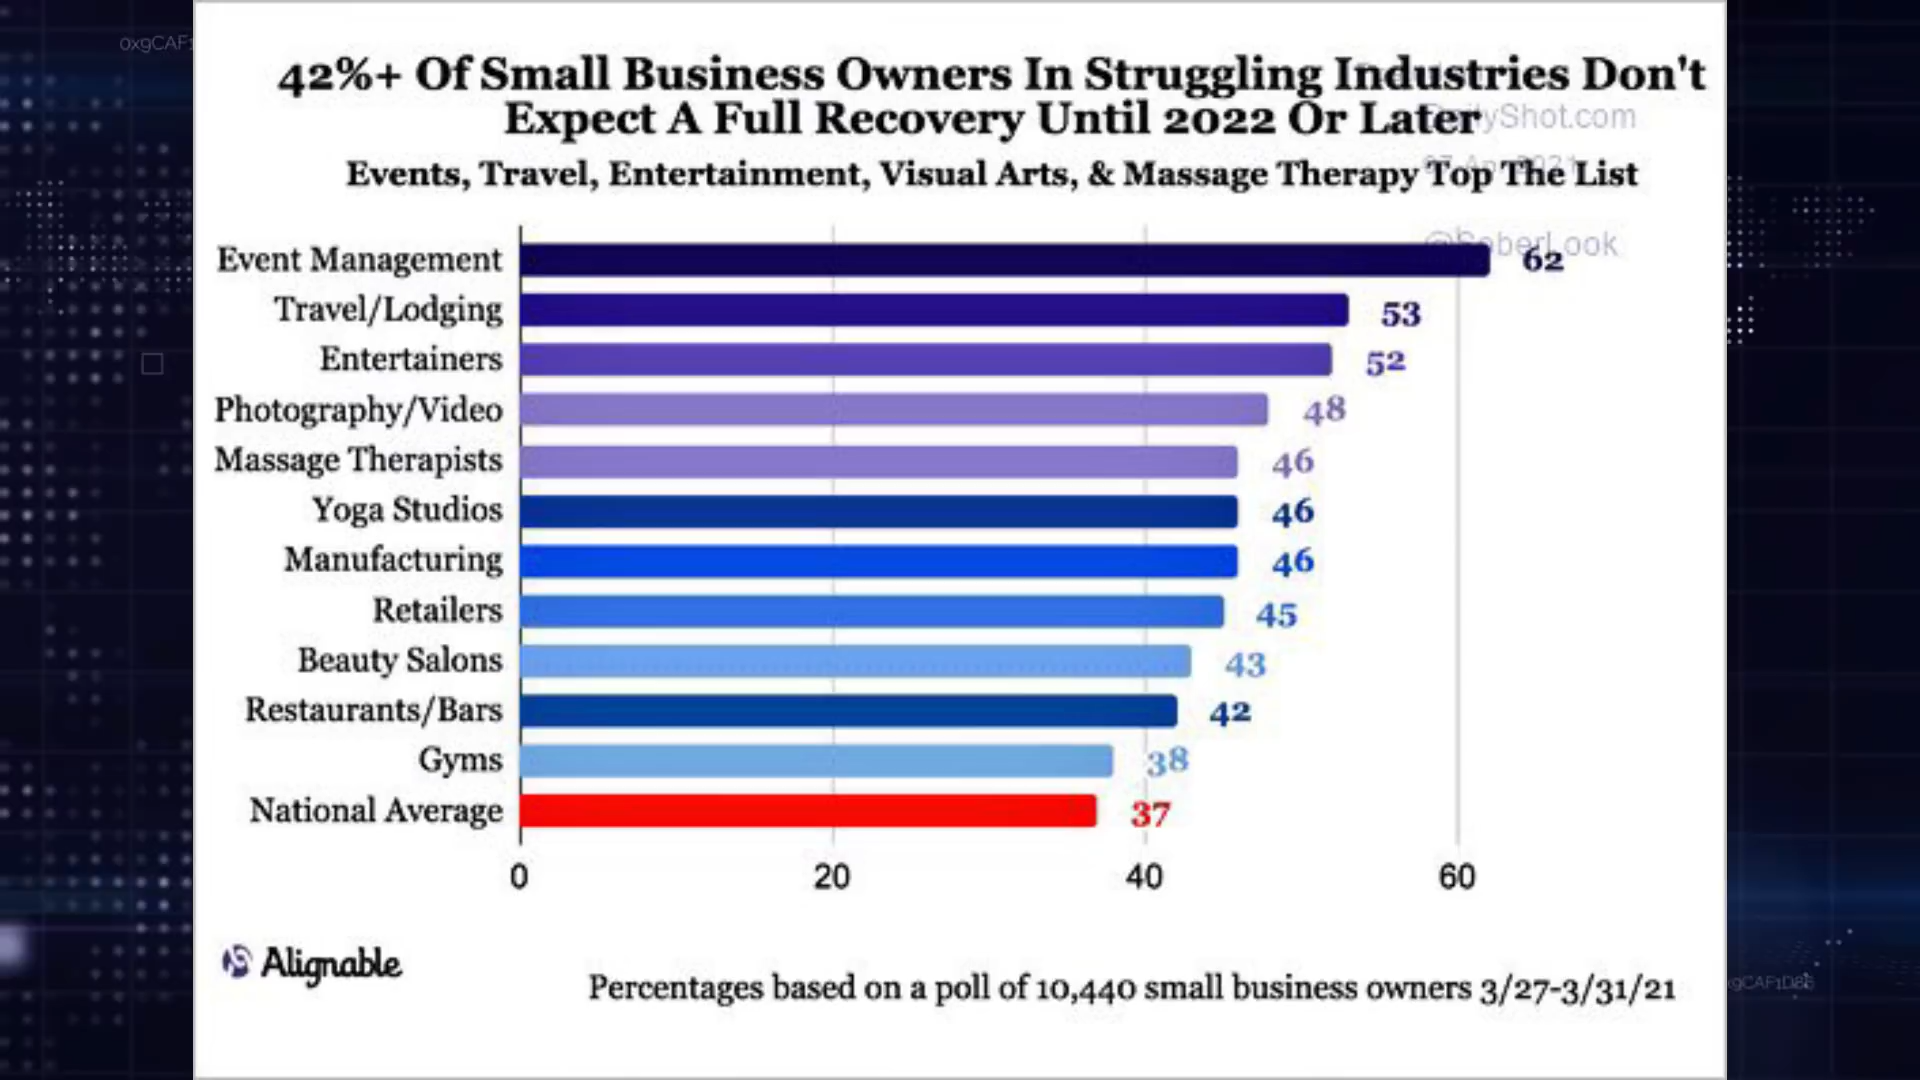 0x9CAF1
42%+ Of Small Business Owners In Struggling Industries Don't
Expect A Full Recovery Until 2022 Or Later
DailyShot.com
Events, Travel, Entertainment, Visual Arts, & Massage Therapy Top The List
@SoberLook
Event Management 62
Travel/Lodging 53
Entertainers 52
Photography/Video 48
Massage Therapists 46
Yoga Studios 46
Manufacturing 46
Retailers 45
Beauty Salons 43
Restaurants/Bars 42
Gyms 38
National Average 37
0 20 40 60
Alignable
Percentages based on a poll of 10,440 small business owners 3/27-3/31/21